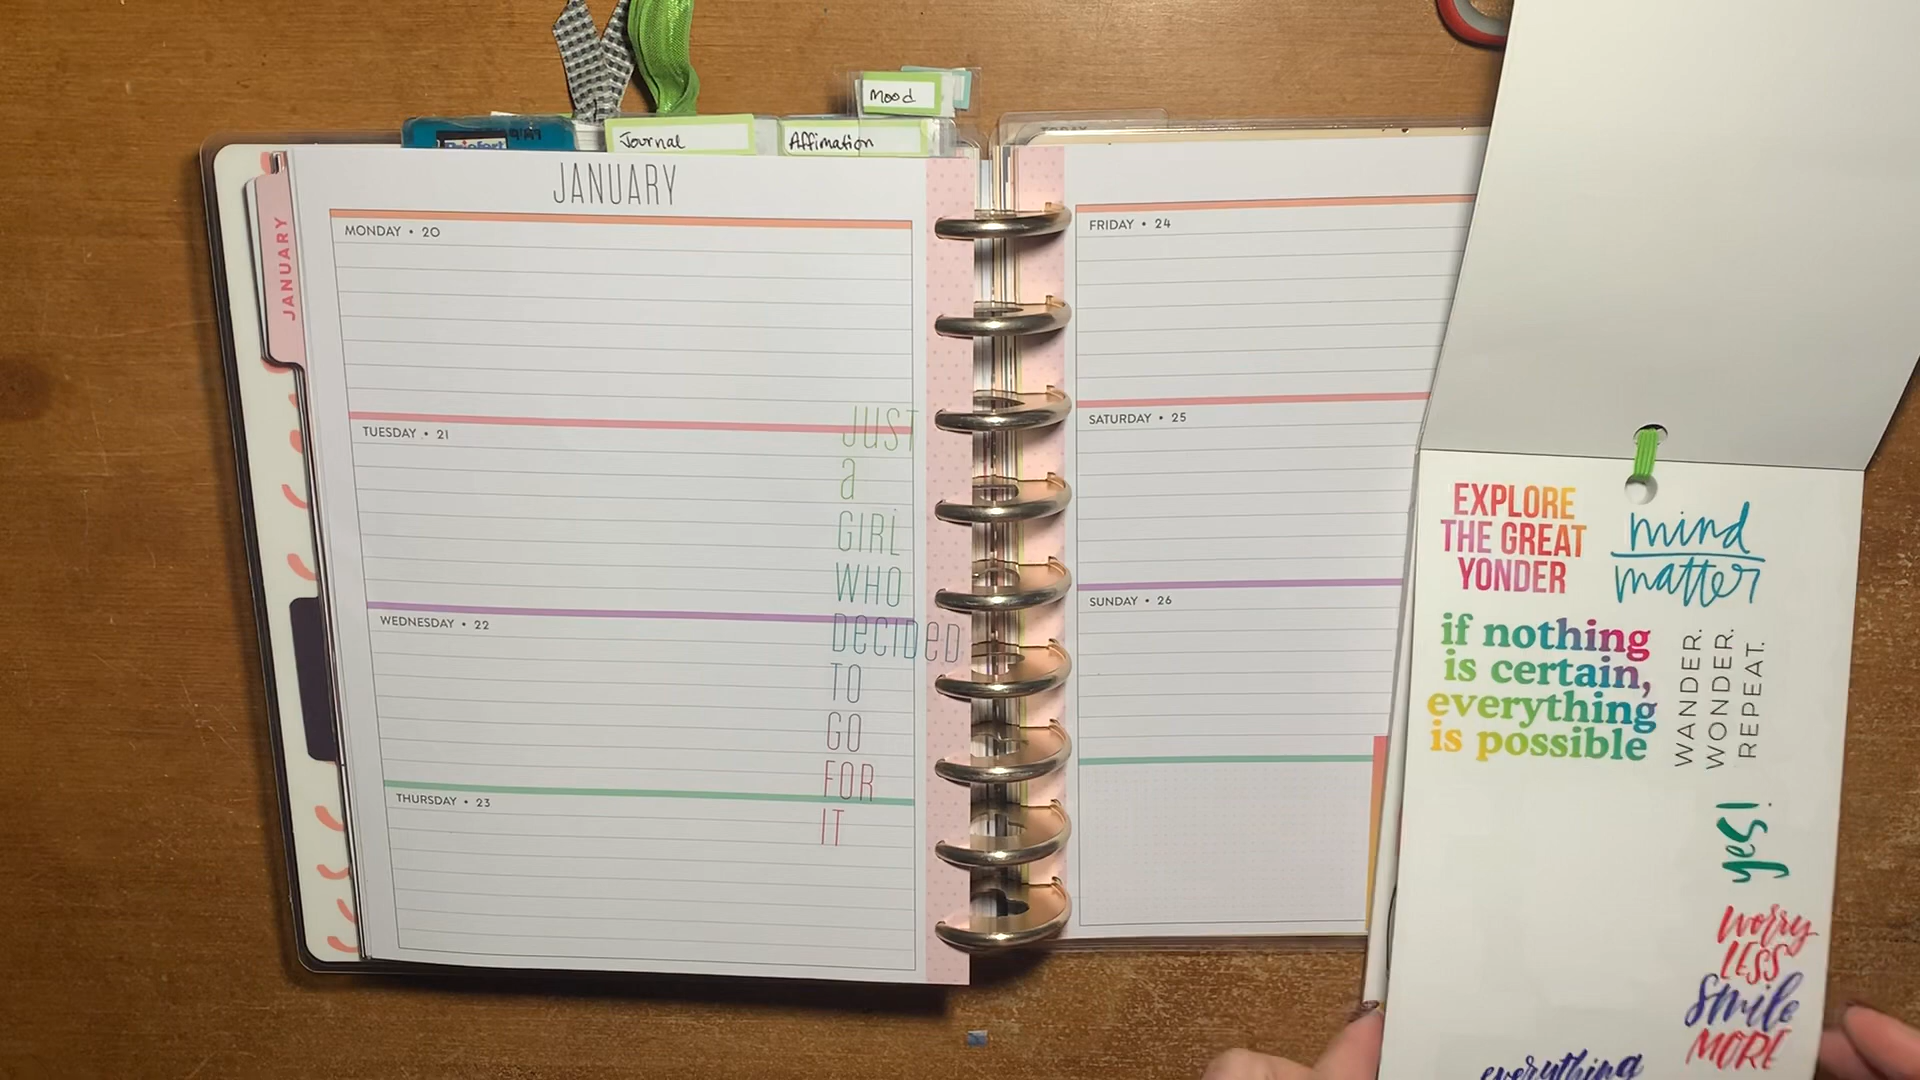 Mood
Journal
Affimation
JANUARY
JANUARY
MONDAY • 20
TUESDAY • 21
WEDNESDAY • 22
THURSDAY • 23
JUST
a
GIRL
WHO
DECIDED
TO
GO
FOR
IT
FRIDAY • 24
SATURDAY • 25
SUNDAY • 26
EXPLORE
THE GREAT
YONDER
mind
matter
if nothing
is certain,
everything
is possible
WANDER.
WONDER.
REPEAT.
yes!
worry
LESS
Smile
MORE
everything